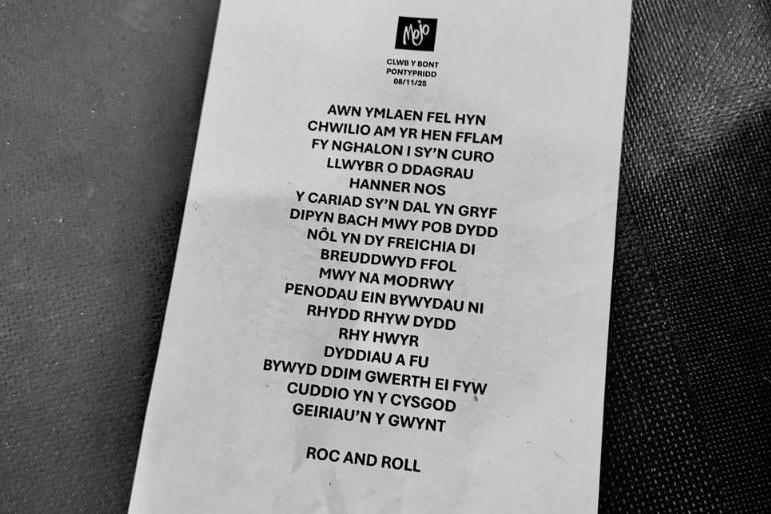 Mojo
CLWB Y BONT
PONTYPRIDD
08/11/25
AWN YMLAEN FEL HYN
CHWILIO AM YR HEN FFLAM
FY NGHALON I SY'N CURO
LLWYBR O DDAGRAU
HANNER NOS
Y CARIAD SY'N DAL YN GRYF
DIPYN BACH MWY POB DYDD
NÔL YN DY FREICHIA DI
BREUDDWYD FFOL
MWY NA MODRWY
PENODAU EIN BYWYDAU NI
RHYDD RHYW DYDD
RHY HWYR
DYDDIAU A FU
BYWYD DDIM GWERTH EI FYW
CUDDIO YN Y CYSGOD
GEIRIAU'N Y GWYNT
ROC AND ROLL